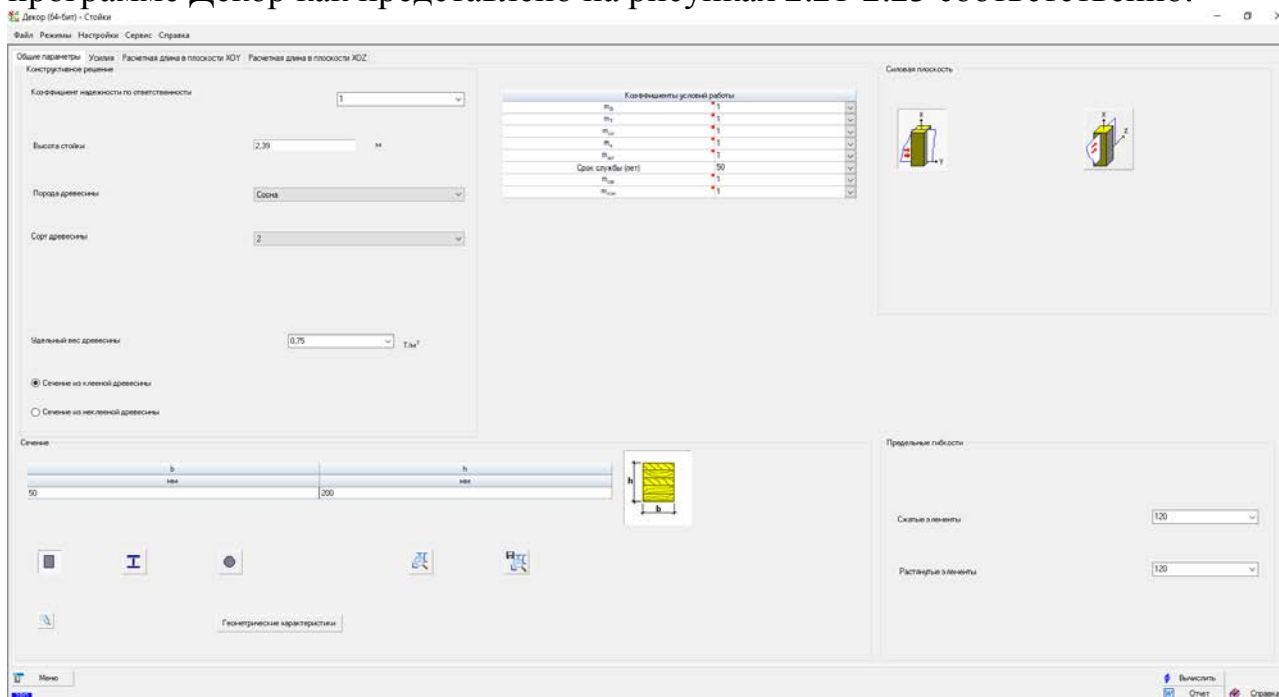 программе Декор как представлено на рисунках 2.21-2.23 соответственно.
Декор (64-бит) - Стойки
Файл Режимы Настройки Сервис Справка
Общие параметры Усилия Расчетная длина в плоскости XOY Расчетная длина в плоскости XOZ
Конструктивное решение
Коэффициент надежности по ответственности 1
Высота стойки 2,39 м
Порода древесины Сосна
Сорт древесины 2
Удельный вес древесины 0,75 Т/м³
Сечение из клееной древесины
Сечение из неклееной древесины
Коэффициенты условий работы
1
1
1
1
1
Срок службы (лет) 50
1
1
Силовая плоскость
X
Y
X
Z
Сечение
b h
мм мм
50 200
h
b
Геометрические характеристики
Предельные гибкости
Сжатые элементы 120
Растянутые элементы 120
Меню
Вычислить
Отчет Справка